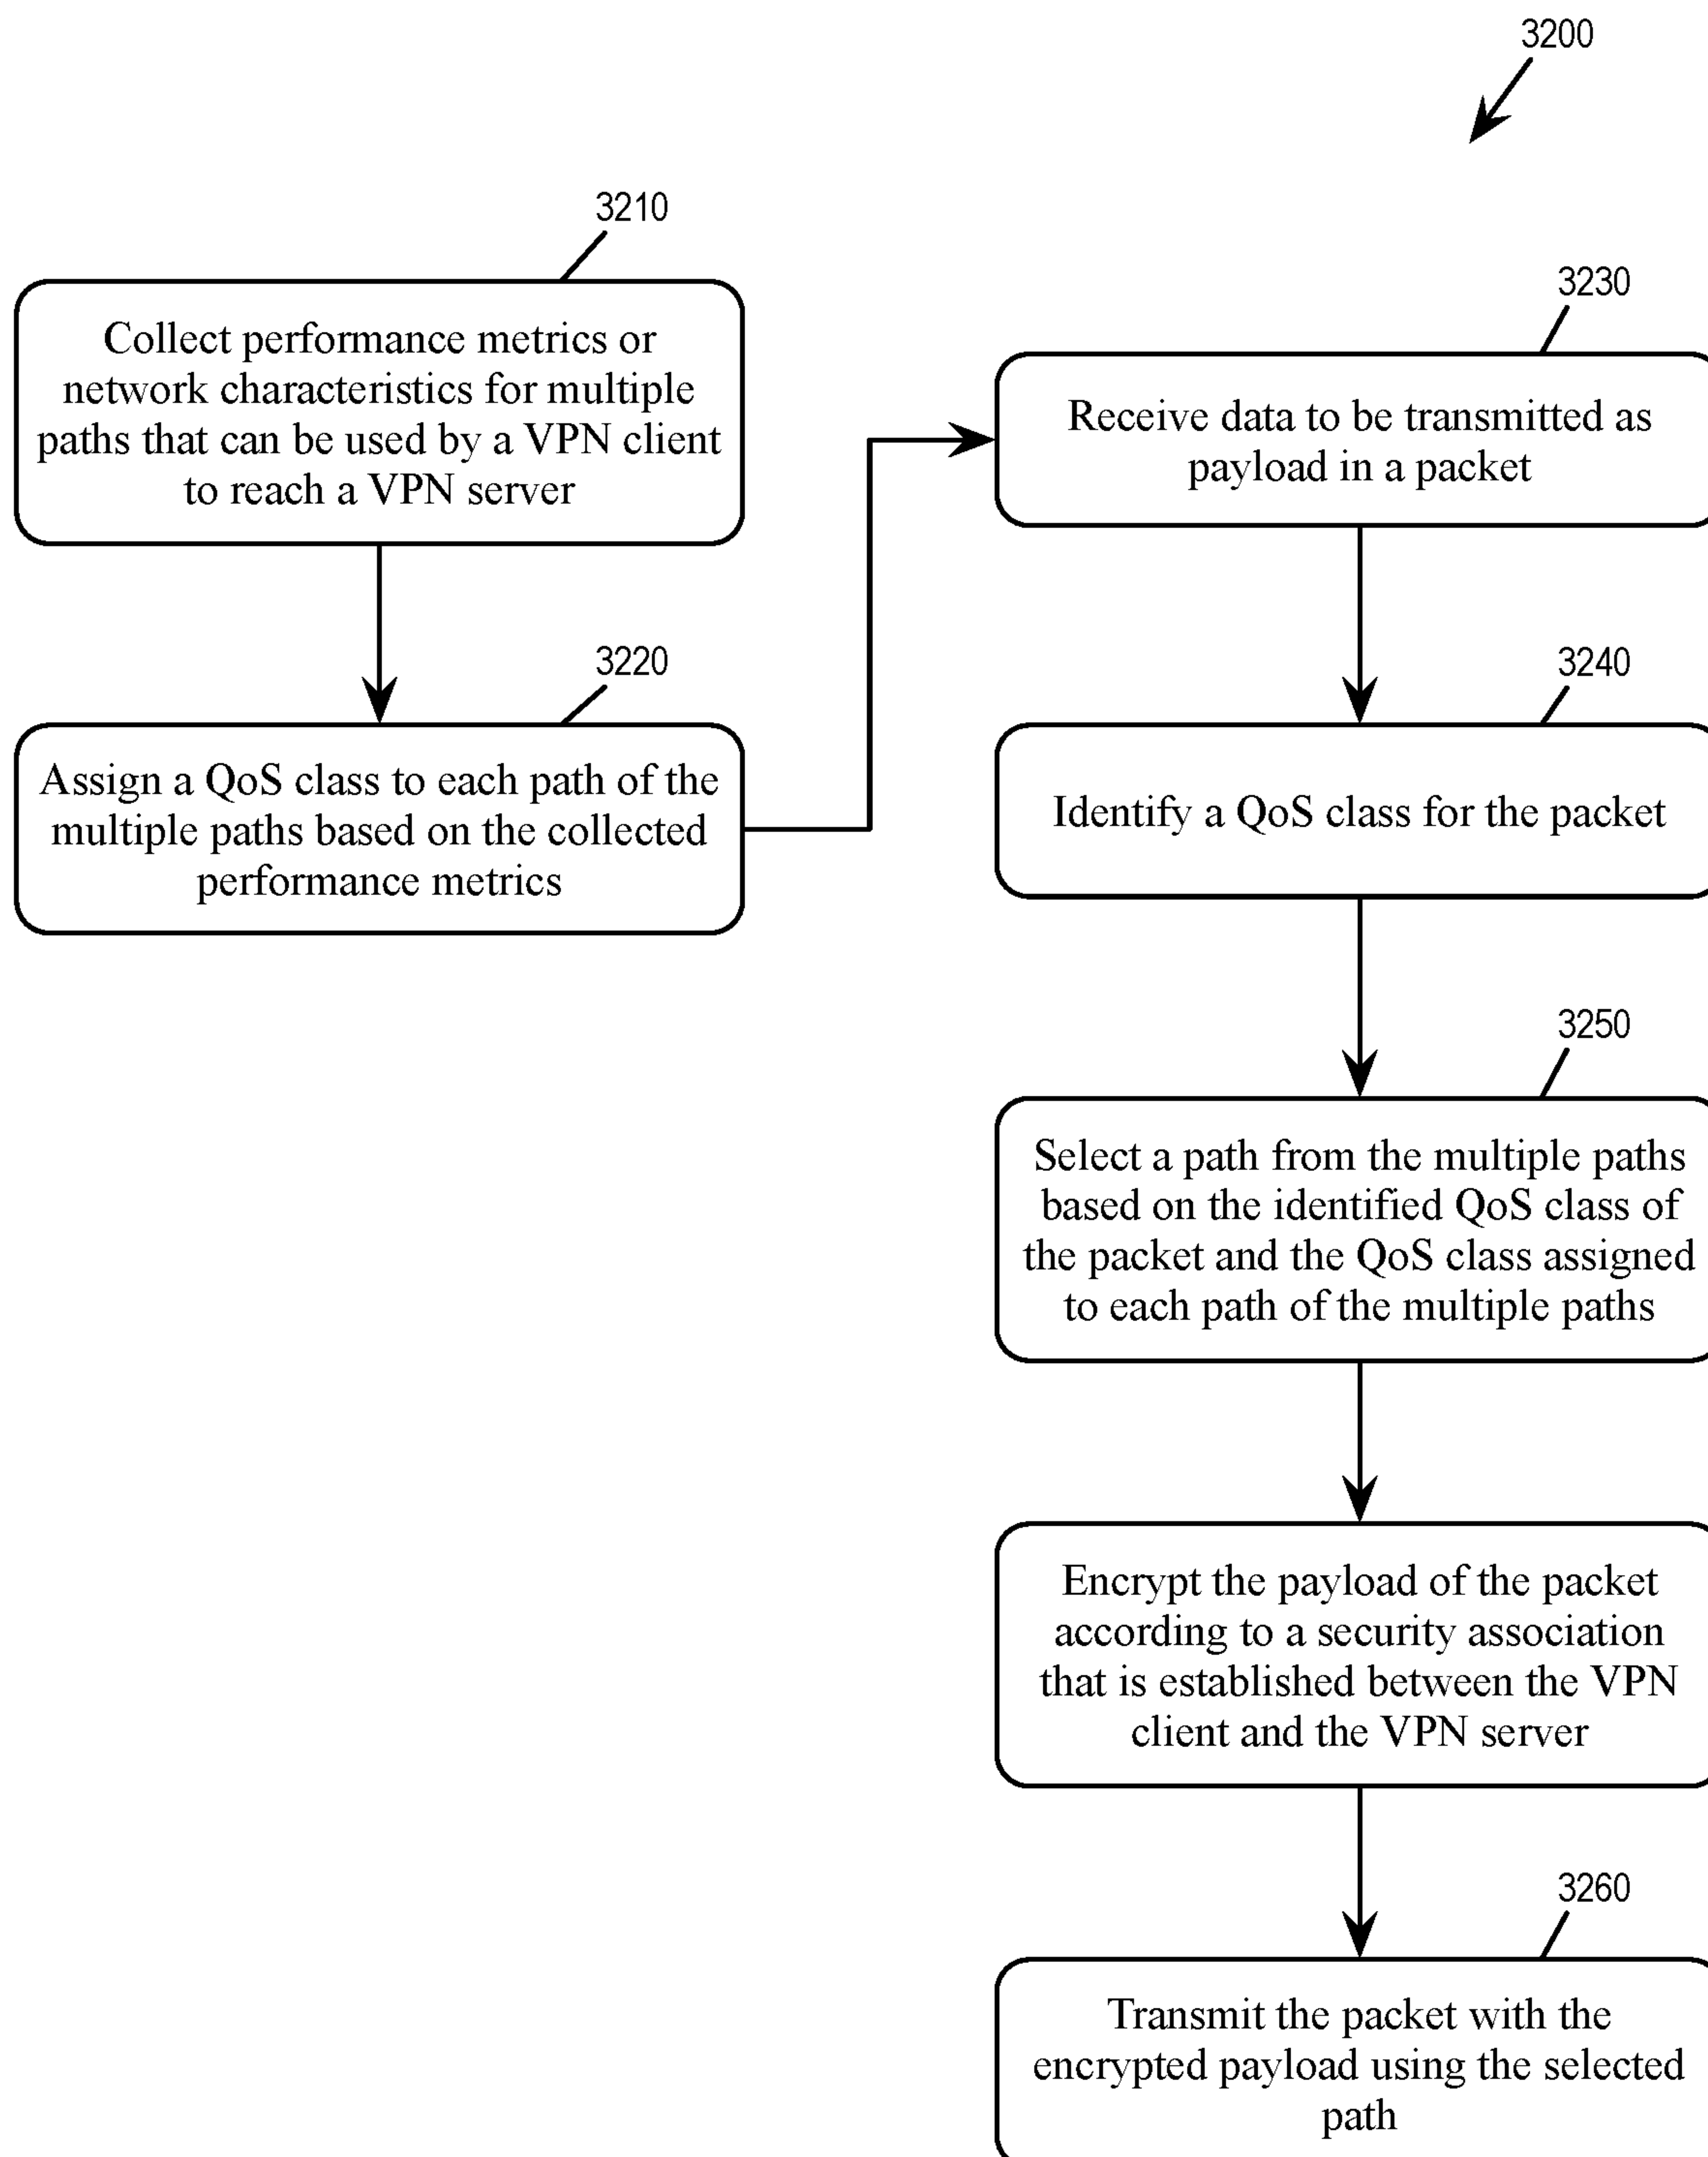 3200
3210
Collect performance metrics or
network characteristics for multiple
paths that can be used by a VPN client
to reach a VPN server
3220
Assign a QoS class to each path of the
multiple paths based on the collected
performance metrics
3230
Receive data to be transmitted as
payload in a packet
3240
Identify a QoS class for the packet
3250
Select a path from the multiple paths
based on the identified QoS class of
the packet and the QoS class assigned
to each path of the multiple paths
Encrypt the payload of the packet
according to a security association
that is established between the VPN
client and the VPN server
3260
Transmit the packet with the
encrypted payload using the selected
path